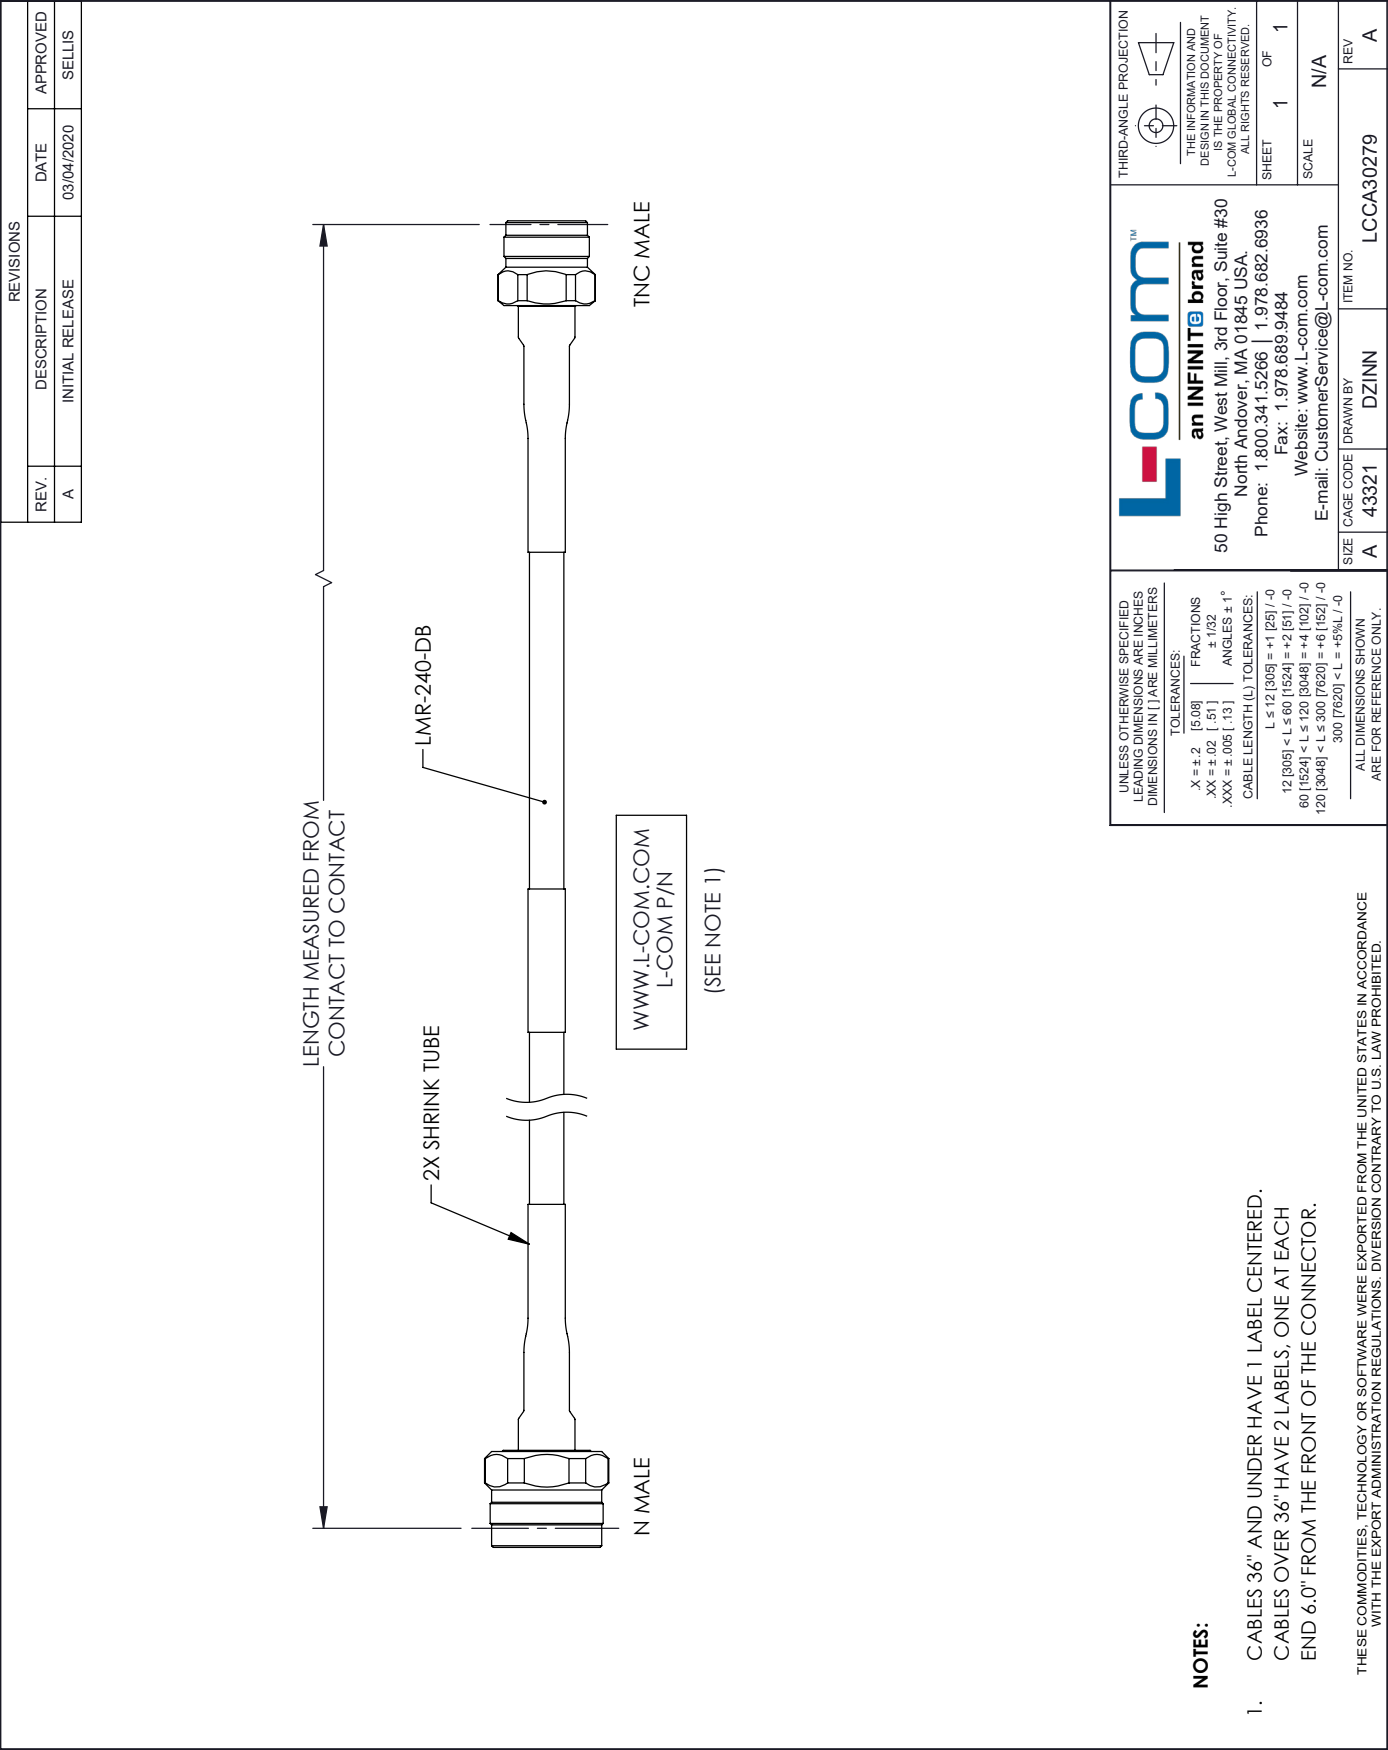 REVISIONS
REV. DESCRIPTION DATE APPROVED
A INITIAL RELEASE 03/04/2020 SELLIS
LENGTH MEASURED FROM
CONTACT TO CONTACT
2X SHRINK TUBE
LMR-240-DB
N MALE
TNC MALE
WWW.L-COM.COM
L-COM P/N
(SEE NOTE 1)
NOTES:
1. CABLES 36" AND UNDER HAVE 1 LABEL CENTERED.
CABLES OVER 36" HAVE 2 LABELS, ONE AT EACH
END 6.0" FROM THE FRONT OF THE CONNECTOR.
THESE COMMODITIES, TECHNOLOGY OR SOFTWARE WERE EXPORTED FROM THE UNITED STATES IN ACCORDANCE
WITH THE EXPORT ADMINISTRATION REGULATIONS. DIVERSION CONTRARY TO U.S. LAW PROHIBITED.
UNLESS OTHERWISE SPECIFIED
LEADING DIMENSIONS ARE INCHES
DIMENSIONS IN [ ] ARE MILLIMETERS
TOLERANCES:
.X = ± .2 [5.08] FRACTIONS
.XX = ± .02 [ .51 ] ± 1/32
.XXX = ± .005 [ .13 ] ANGLES ± 1°
CABLE LENGTH (L) TOLERANCES:
L ≤ 12 [305] = +1 [25] / -0
12 [305] < L ≤ 60 [1524] = +2 [51] / -0
60 [1524] < L ≤ 120 [3048] = +4 [102] / -0
120 [3048] < L ≤ 300 [7620] = +6 [152] / -0
300 [7620] < L = +5%L / -0
ALL DIMENSIONS SHOWN
ARE FOR REFERENCE ONLY.
L-com™
an INFINITe brand
50 High Street, West Mill, 3rd Floor, Suite #30
North Andover, MA 01845 USA.
Phone: 1.800.341.5266 | 1.978.682.6936
Fax: 1.978.689.9484
Website: www.L-com.com
E-mail: CustomerService@L-com.com
THIRD-ANGLE PROJECTION
THE INFORMATION AND
DESIGN IN THIS DOCUMENT
IS THE PROPERTY OF
L-COM GLOBAL CONNECTIVITY.
ALL RIGHTS RESERVED.
SHEET 1 OF 1
SCALE N/A
SIZE CAGE CODE DRAWN BY ITEM NO. REV
A 43321 DZINN LCCA30279 A